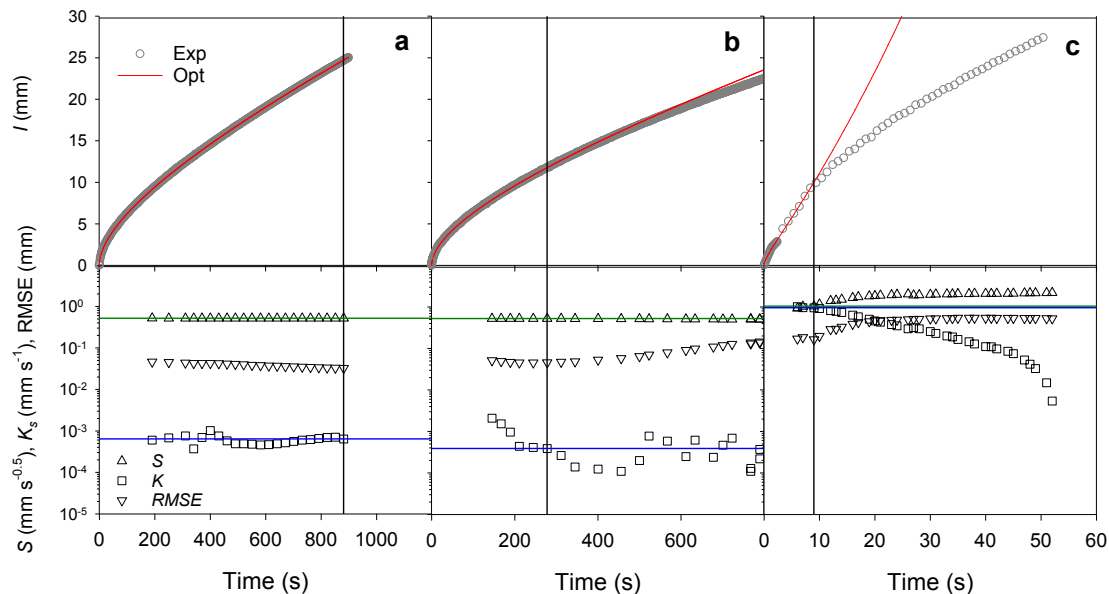 30
25
20
15
10
5
0
I (mm)
Exp
Opt
a
b
c
10^0
10^-1
10^-2
10^-3
10^-4
10^-5
S (mm s^-0.5), K_s (mm s^-1), RMSE (mm)
S
K
RMSE
0 200 400 600 800 1000
0 200 400 600
0 10 20 30 40 50 60
Time (s)
Time (s)
Time (s)